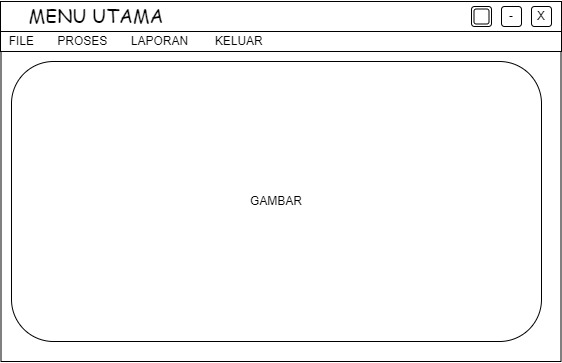 MENU UTAMA - X
FILE PROSES LAPORAN KELUAR
GAMBAR